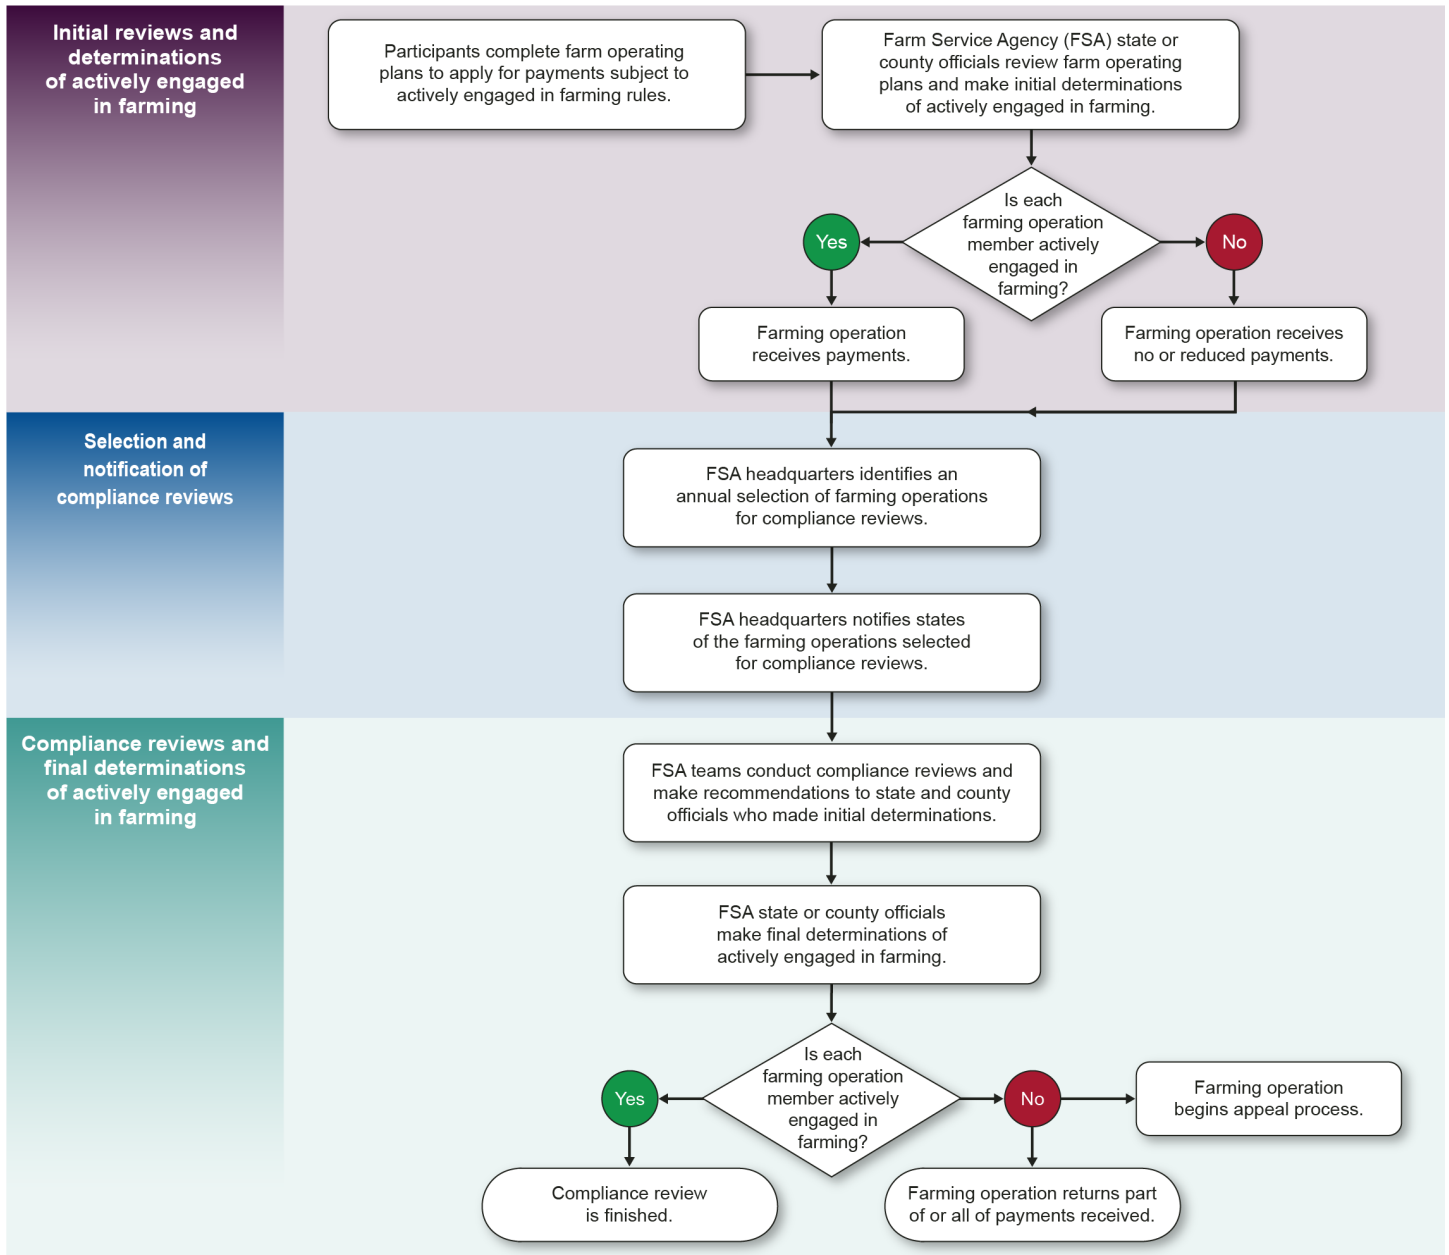 Initial reviews and
determinations
of actively engaged
in farming
Participants complete farm operating
plans to apply for payments subject to
actively engaged in farming rules.
Farm Service Agency (FSA) state or
county officials review farm operating
plans and make initial determinations
of actively engaged in farming.
Is each
farming operation
member actively
engaged in
farming?
Yes
No
Farming operation
receives payments.
Farming operation receives
no or reduced payments.
Selection and
notification of
compliance reviews
FSA headquarters identifies an
annual selection of farming operations
for compliance reviews.
FSA headquarters notifies states
of the farming operations selected
for compliance reviews.
Compliance reviews and
final determinations
of actively engaged
in farming
FSA teams conduct compliance reviews and
make recommendations to state and county
officials who made initial determinations.
FSA state or county officials
make final determinations of
actively engaged in farming.
Is each
farming operation
member actively
engaged in
farming?
Yes
No
Farming operation
begins appeal process.
Compliance review
is finished.
Farming operation returns part
of or all of payments received.